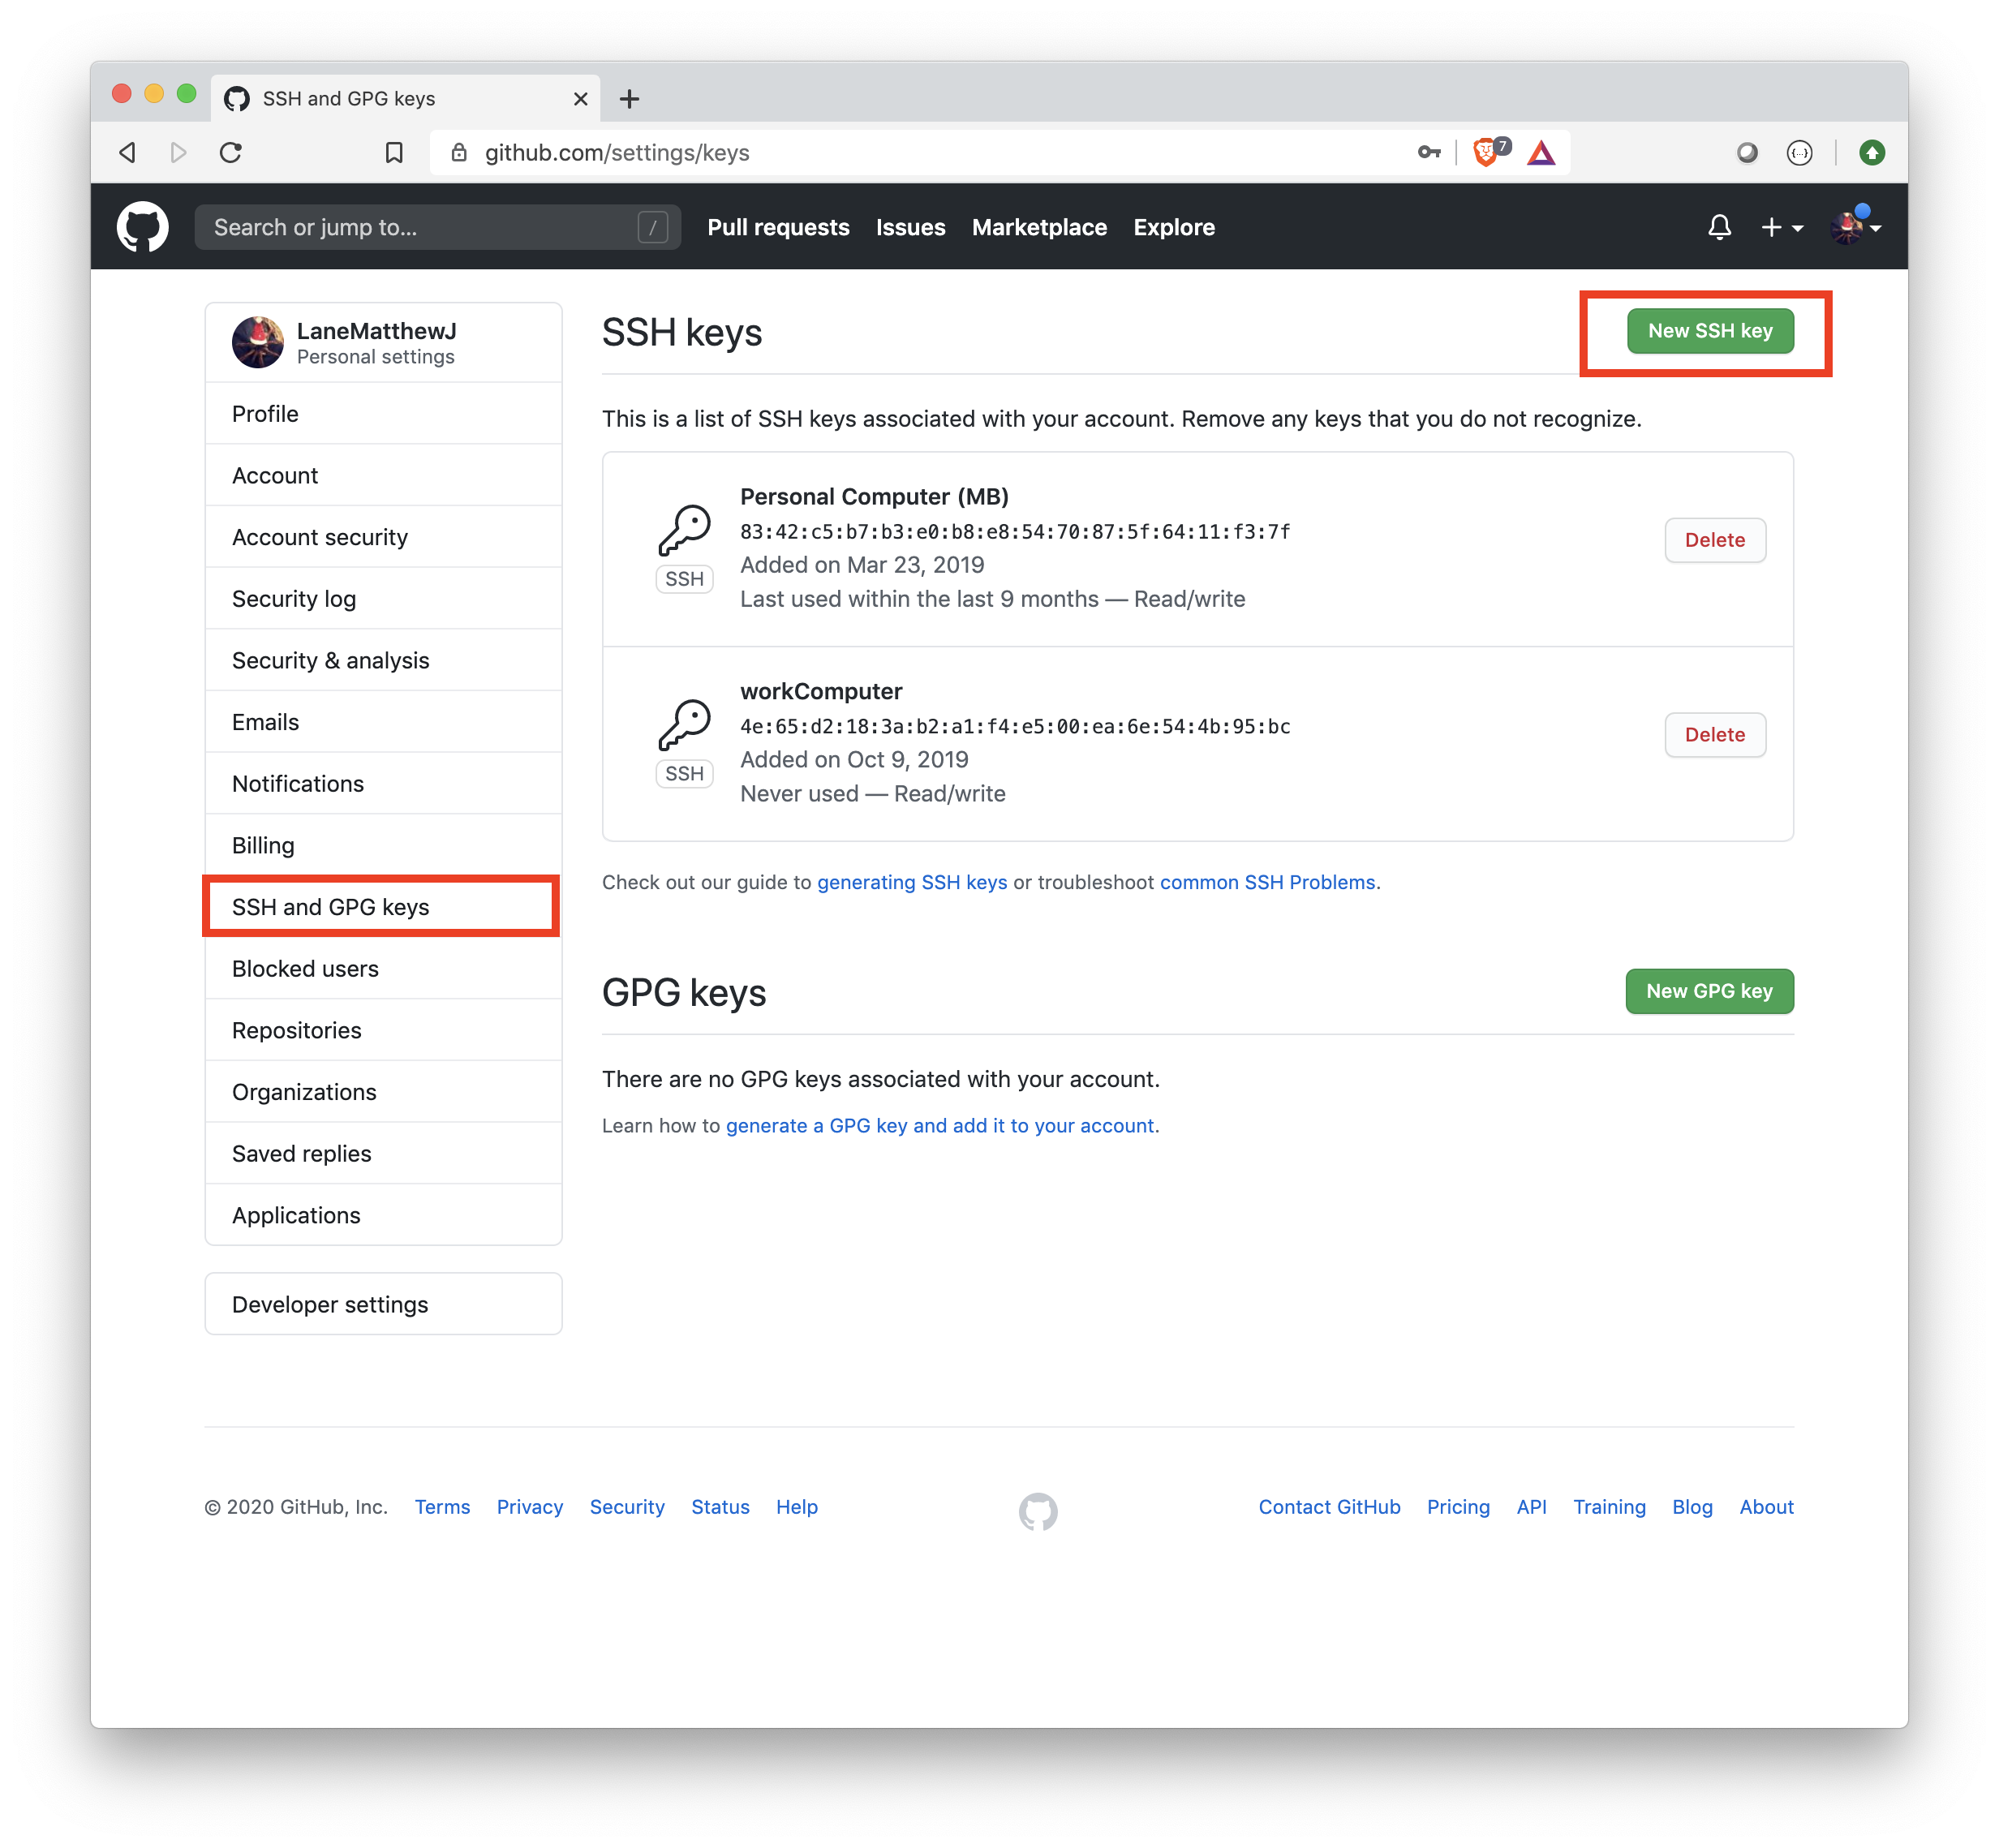 SSH and GPG keys
github.com/settings/keys
7
Search or jump to...
/
Pull requests
Issues
Marketplace
Explore
LaneMatthewJ
Personal settings
Profile
Account
Account security
Security log
Security & analysis
Emails
Notifications
Billing
SSH and GPG keys
Blocked users
Repositories
Organizations
Saved replies
Applications
Developer settings
SSH keys
New SSH key
This is a list of SSH keys associated with your account. Remove any keys that you do not recognize.
Personal Computer (MB)
83:42:c5:b7:b3:e0:b8:e8:54:70:87:5f:64:11:f3:7f
Added on Mar 23, 2019
Last used within the last 9 months — Read/write
SSH
Delete
workComputer
4e:65:d2:18:3a:b2:a1:f4:e5:00:ea:6e:54:4b:95:bc
Added on Oct 9, 2019
Never used — Read/write
SSH
Delete
Check out our guide to generating SSH keys or troubleshoot common SSH Problems.
GPG keys
New GPG key
There are no GPG keys associated with your account.
Learn how to generate a GPG key and add it to your account.
© 2020 GitHub, Inc.
Terms
Privacy
Security
Status
Help
Contact GitHub
Pricing
API
Training
Blog
About